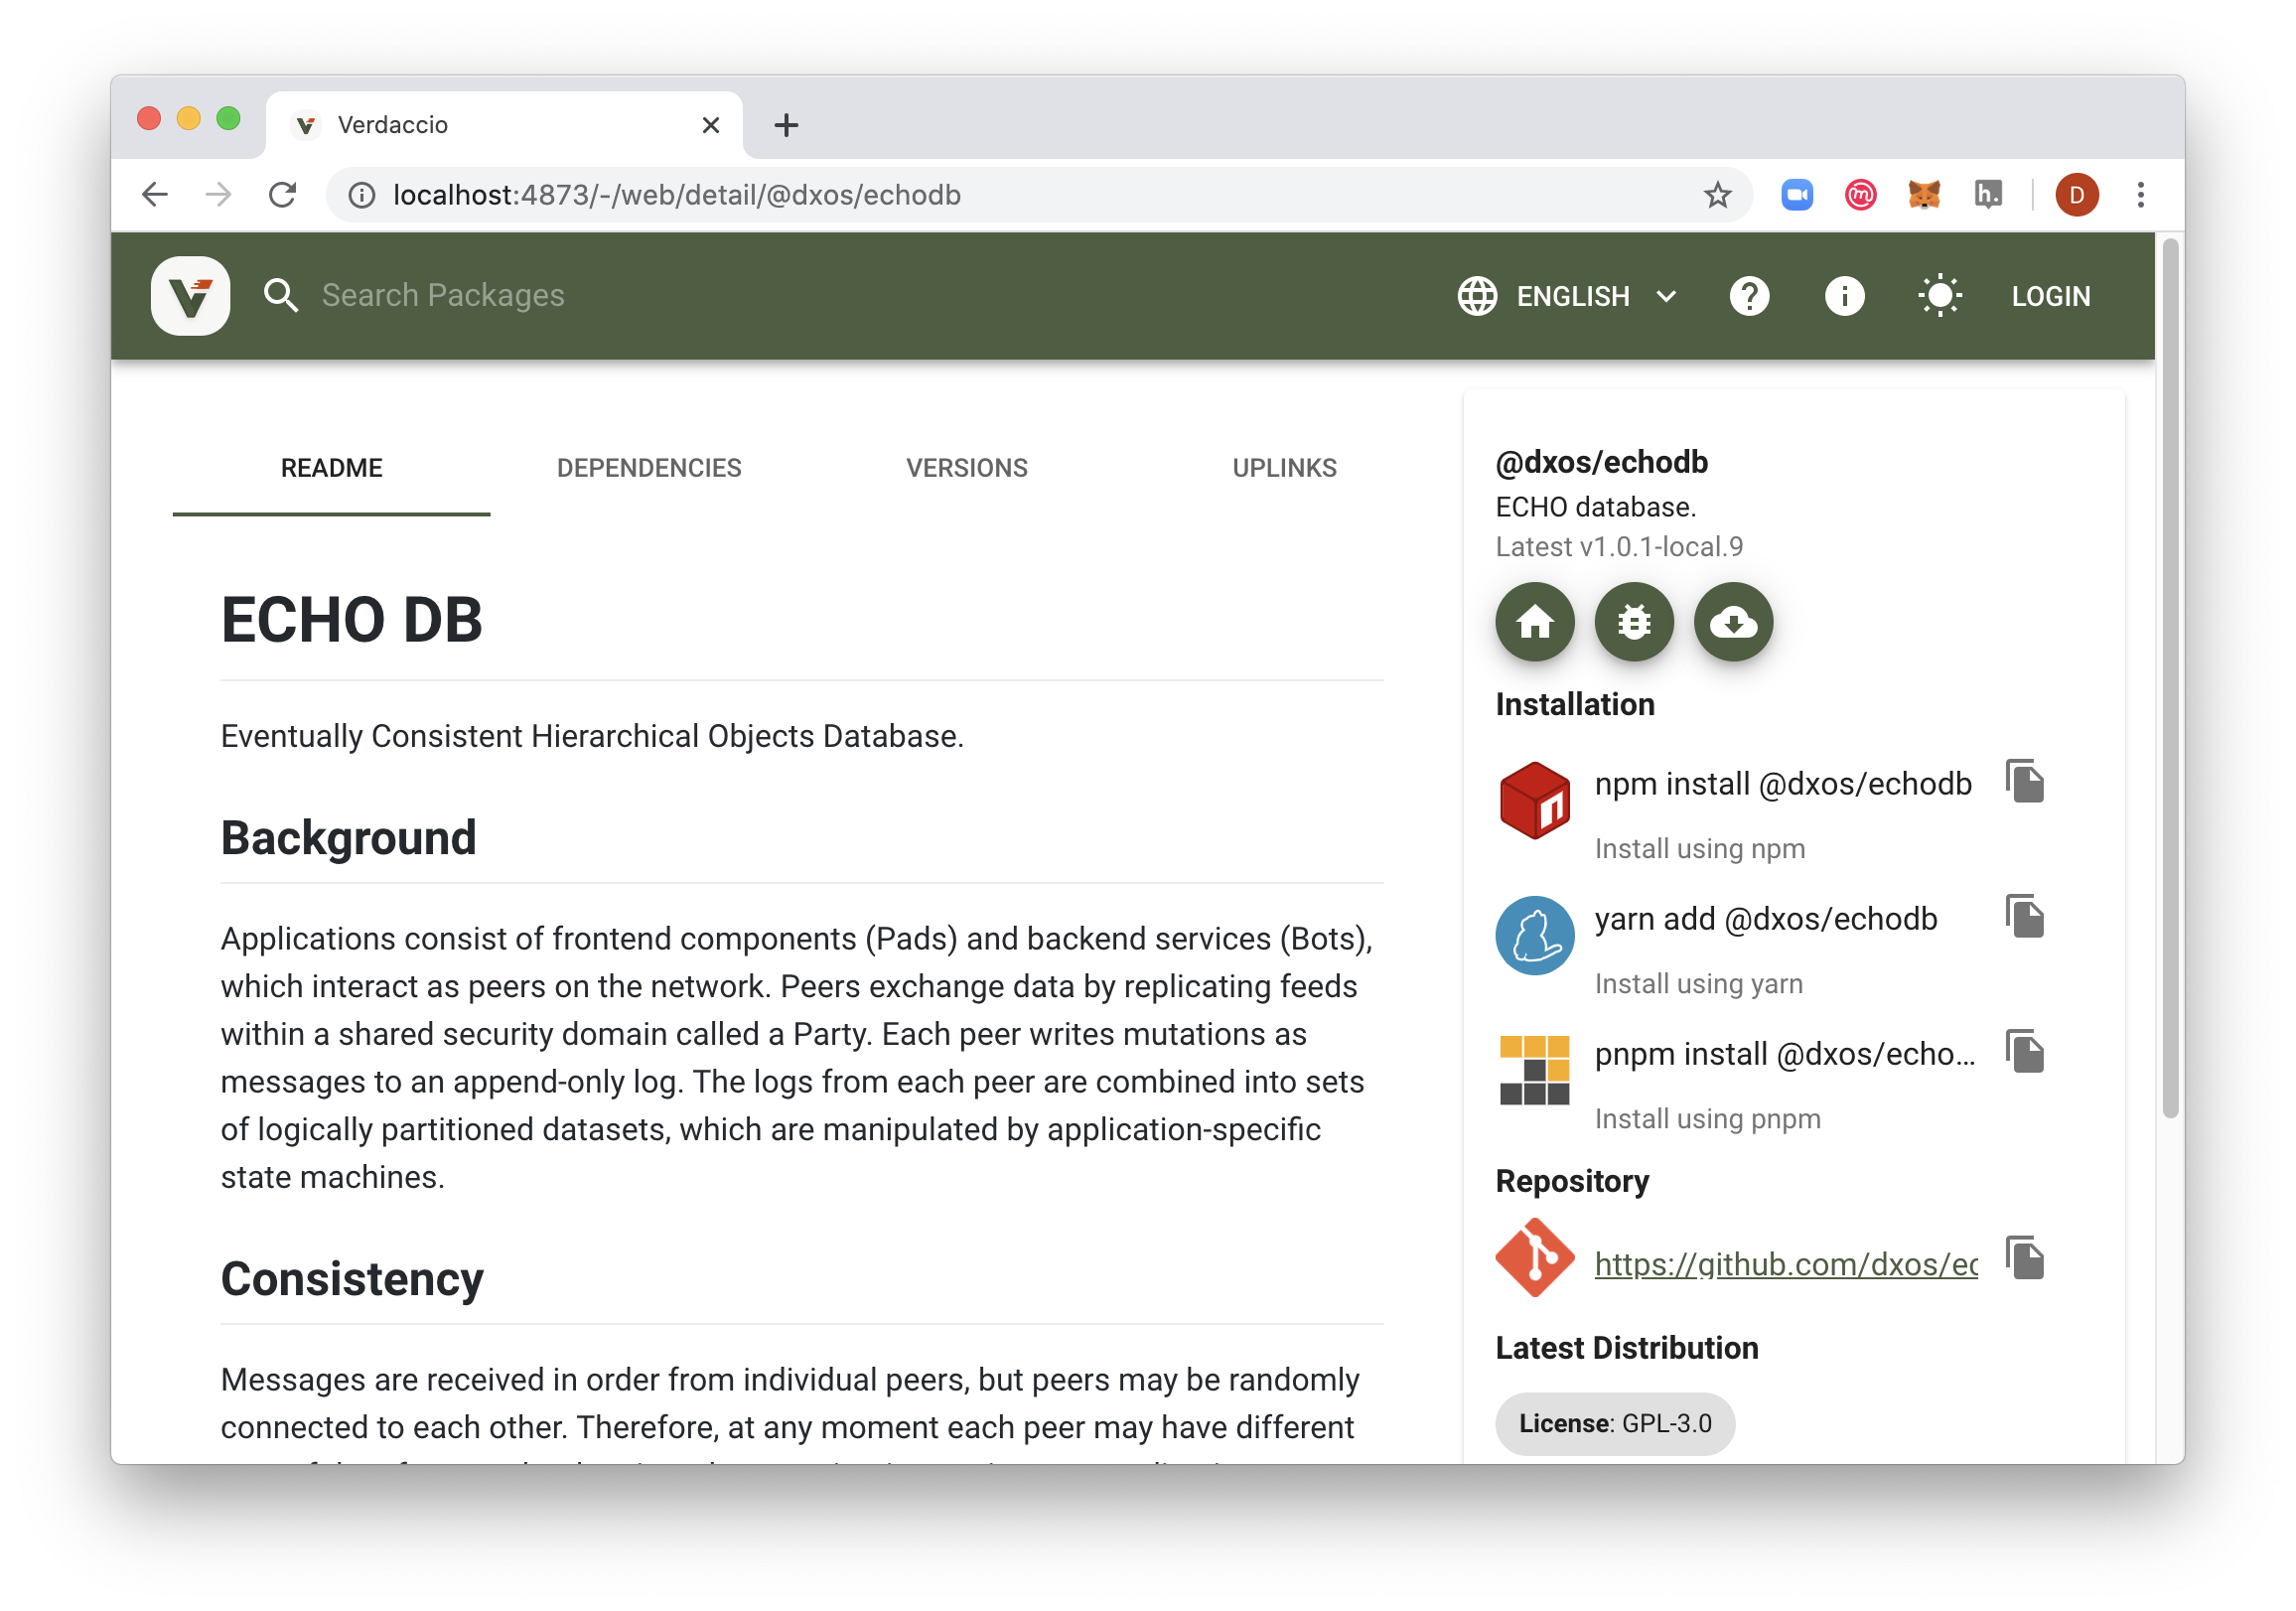 Verdaccio
localhost:4873/-/web/detail/@dxos/echodb
D
Search Packages
ENGLISH
LOGIN
README
DEPENDENCIES
VERSIONS
UPLINKS
ECHO DB
Eventually Consistent Hierarchical Objects Database.
Background
Applications consist of frontend components (Pads) and backend services (Bots),
which interact as peers on the network. Peers exchange data by replicating feeds
within a shared security domain called a Party. Each peer writes mutations as
messages to an append-only log. The logs from each peer are combined into sets
of logically partitioned datasets, which are manipulated by application-specific
state machines.
Consistency
Messages are received in order from individual peers, but peers may be randomly
connected to each other. Therefore, at any moment each peer may have different
@dxos/echodb
ECHO database.
Latest v1.0.1-local.9
Installation
npm install @dxos/echodb
Install using npm
yarn add @dxos/echodb
Install using yarn
pnpm install @dxos/echo...
Install using pnpm
Repository
https://github.com/dxos/ec
Latest Distribution
License: GPL-3.0